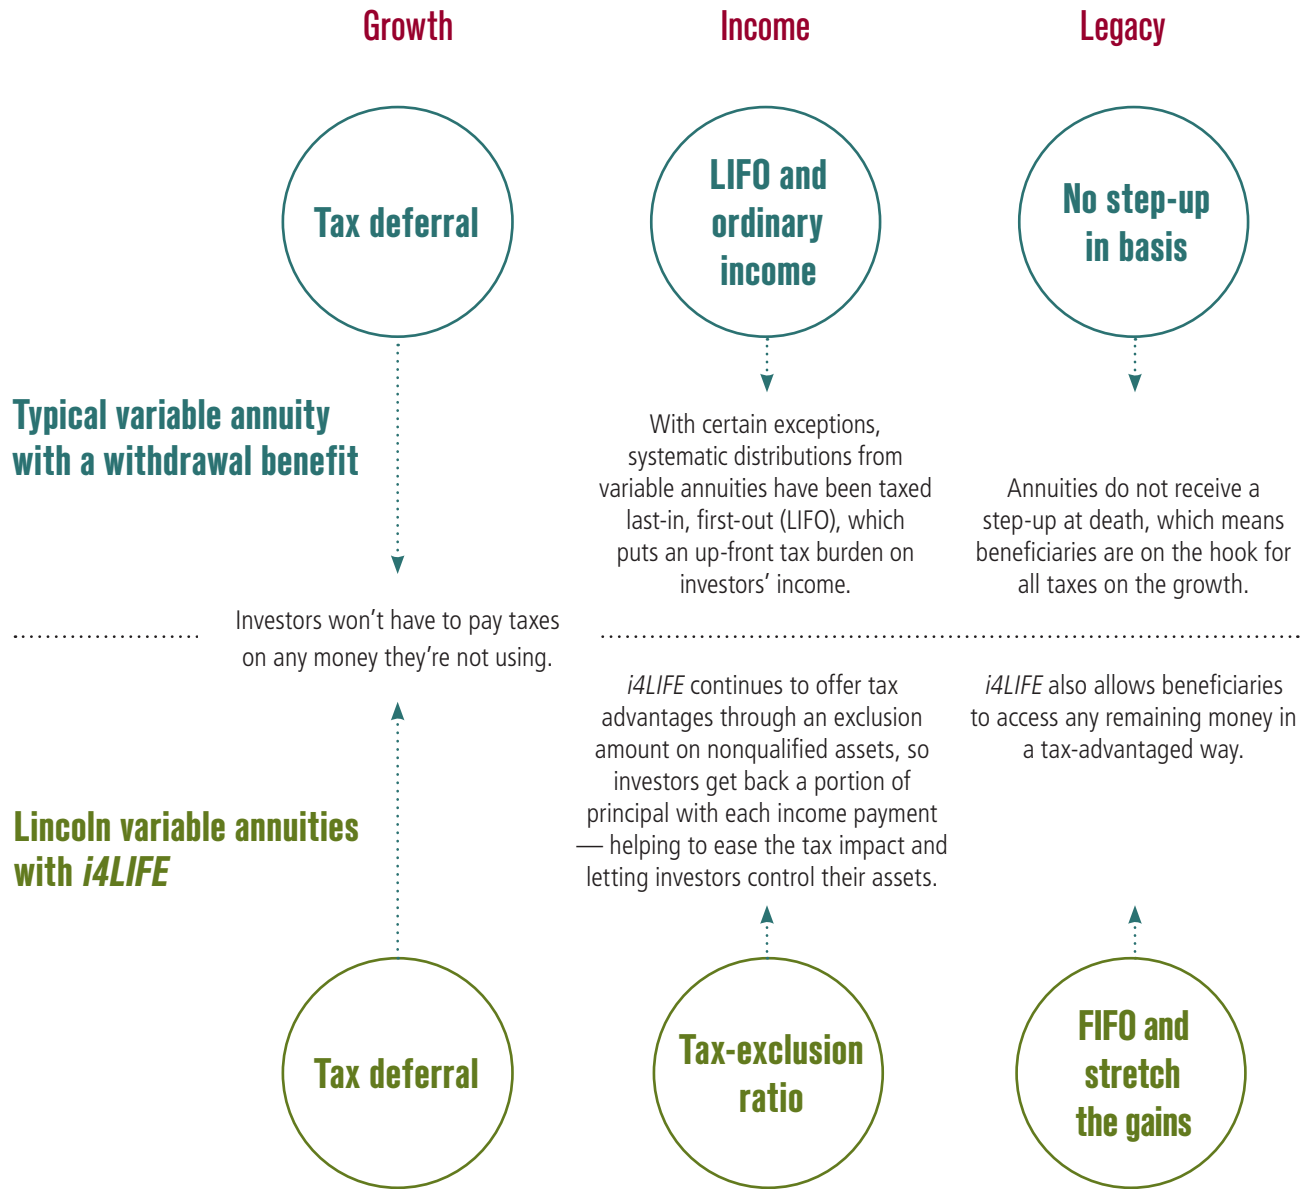 Growth
Income
Legacy
Tax deferral
LIFO and
ordinary
income
No step-up
in basis
Typical variable annuity
with a withdrawal benefit
With certain exceptions,
systematic distributions from
variable annuities have been taxed
last-in, first-out (LIFO), which
puts an up-front tax burden on
investors’ income.
Annuities do not receive a
step-up at death, which means
beneficiaries are on the hook for
all taxes on the growth.
Investors won’t have to pay taxes
on any money they’re not using.
Lincoln variable annuities
with i4LIFE
i4LIFE continues to offer tax
advantages through an exclusion
amount on nonqualified assets, so
investors get back a portion of
principal with each income payment
— helping to ease the tax impact and
letting investors control their assets.
i4LIFE also allows beneficiaries
to access any remaining money in
a tax-advantaged way.
Tax deferral
Tax-exclusion
ratio
FIFO and
stretch
the gains